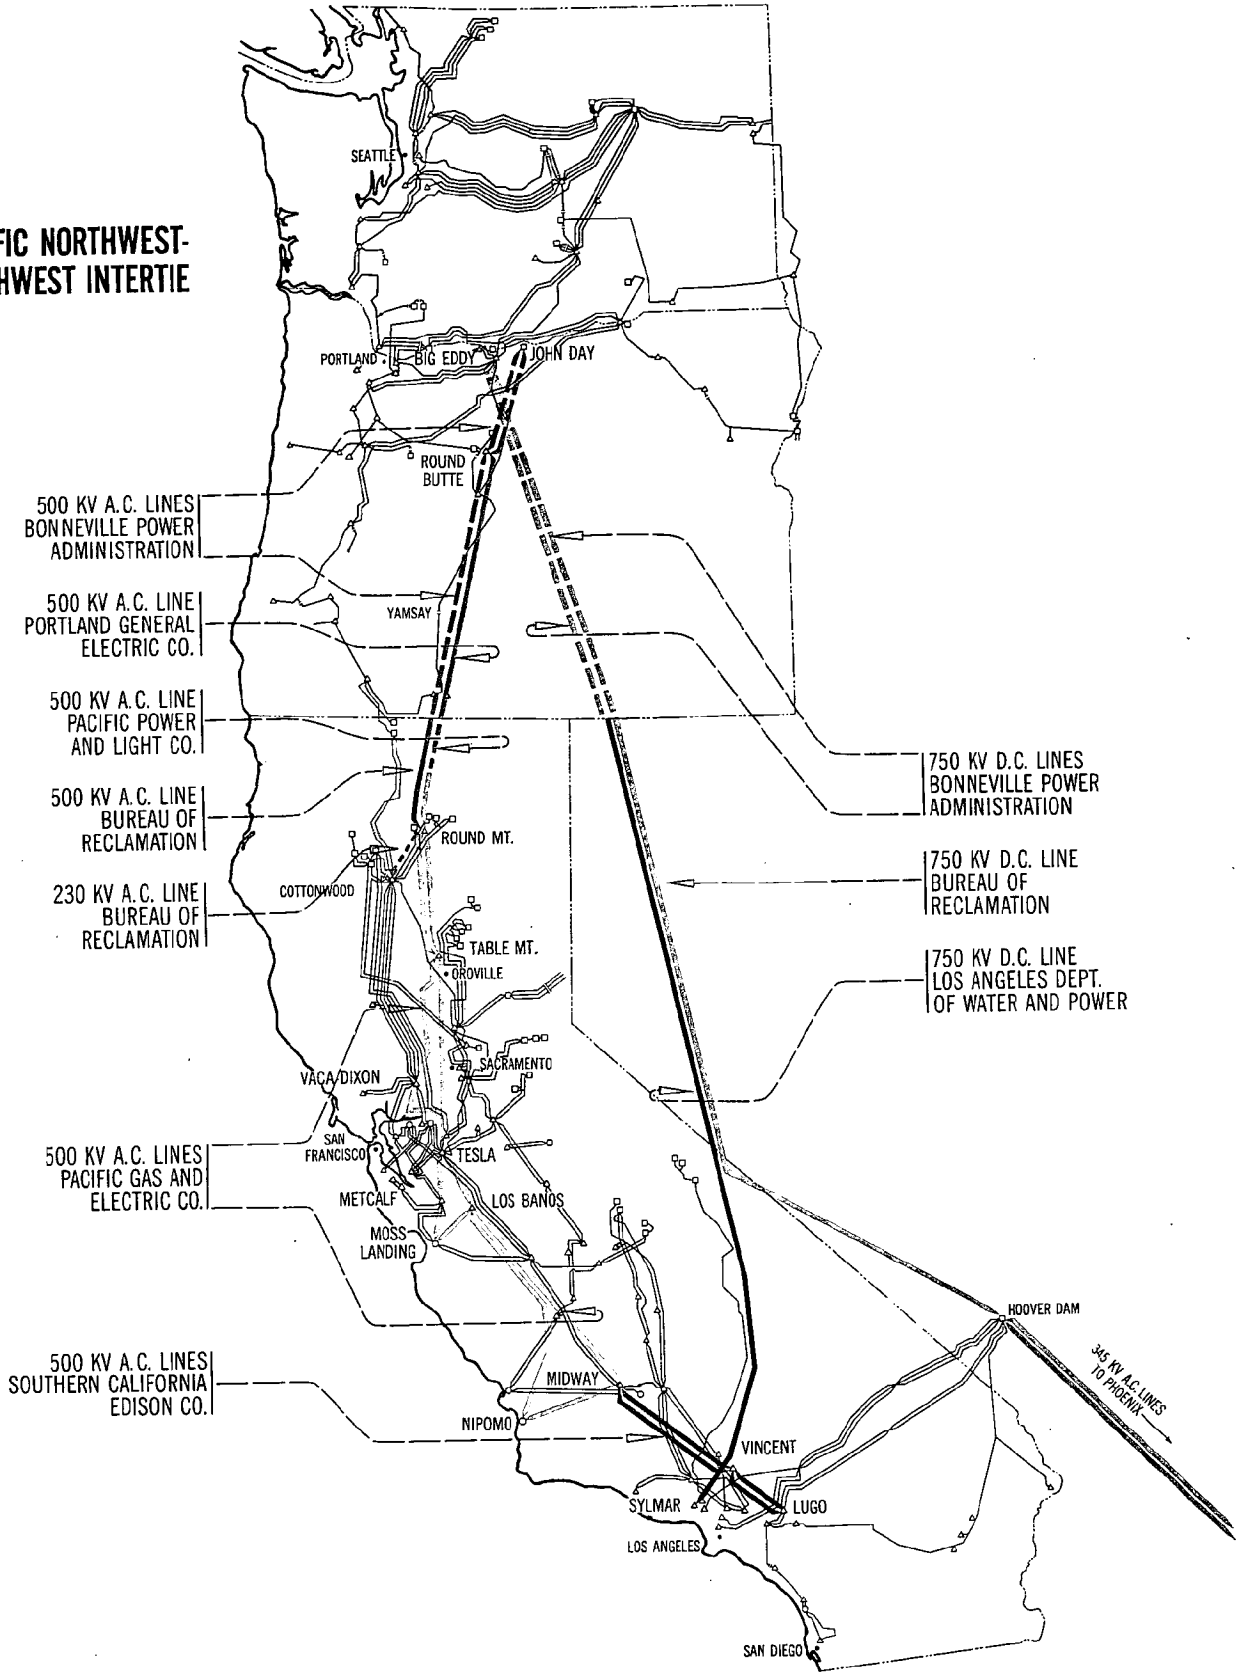 FIC NORTHWEST-
HWEST INTERTIE
SEATTLE
PORTLAND
BIG EDDY
JOHN DAY
ROUND
BUTTE
500 KV A.C. LINES
BONNEVILLE POWER
ADMINISTRATION
500 KV A.C. LINE
PORTLAND GENERAL
ELECTRIC CO.
YAMSAY
500 KV A.C. LINE
PACIFIC POWER
AND LIGHT CO.
500 KV A.C. LINE
BUREAU OF
RECLAMATION
230 KV A.C. LINE
BUREAU OF
RECLAMATION
750 KV D.C. LINES
BONNEVILLE POWER
ADMINISTRATION
750 KV D.C. LINE
BUREAU OF
RECLAMATION
750 KV D.C. LINE
LOS ANGELES DEPT.
OF WATER AND POWER
ROUND MT.
COTTONWOOD
TABLE MT.
OROVILLE
SACRAMENTO
VACA/DIXON
SAN
FRANCISCO
TESLA
METCALF
LOS BANOS
MOSS
LANDING
500 KV A.C. LINES
PACIFIC GAS AND
ELECTRIC CO.
HOOVER DAM
345 KV A.C. LINES
TO PHOENIX
500 KV A.C. LINES
SOUTHERN CALIFORNIA
EDISON CO.
MIDWAY
NIPOMO
VINCENT
SYLMAR
LUGO
LOS ANGELES
SAN DIEGO